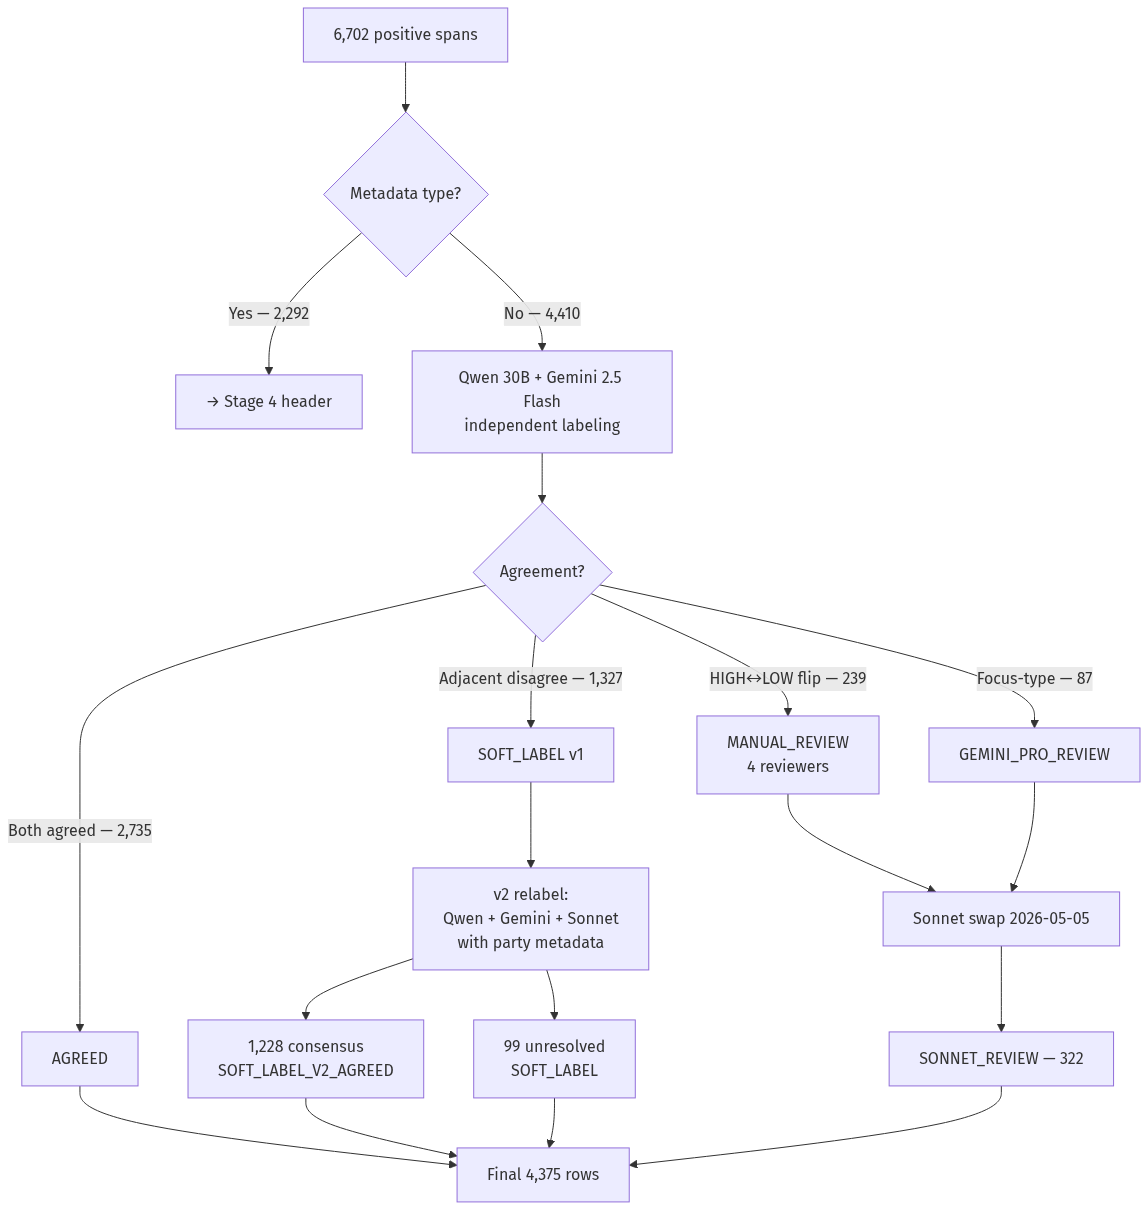 6,702 positive spans
Metadata type?
Yes — 2,292
No — 4,410
→ Stage 4 header
Qwen 30B + Gemini 2.5
Flash
independent labeling
Agreement?
Adjacent disagree — 1,327
HIGH↔LOW flip — 239
Focus-type — 87
SOFT_LABEL v1
MANUAL_REVIEW
4 reviewers
GEMINI_PRO_REVIEW
Both agreed — 2,735
v2 relabel:
Qwen + Gemini + Sonnet
with party metadata
Sonnet swap 2026-05-05
AGREED
1,228 consensus
SOFT_LABEL_V2_AGREED
99 unresolved
SOFT_LABEL
SONNET_REVIEW — 322
Final 4,375 rows